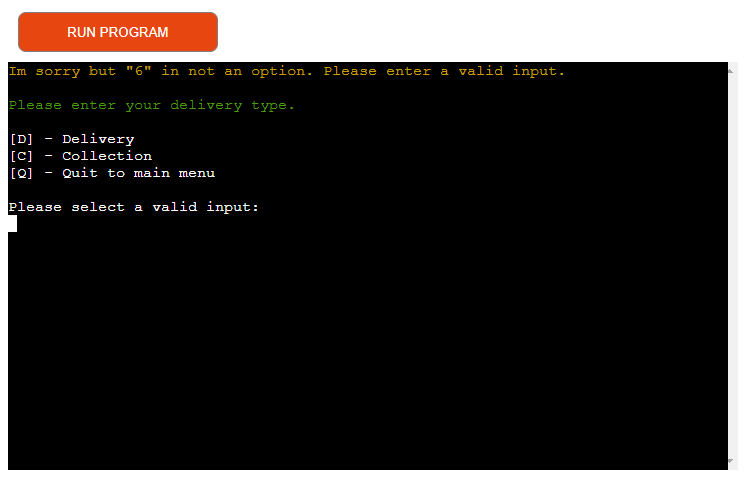 RUN PROGRAM
Im sorry but "6" in not an option. Please enter a valid input.
Please enter your delivery type.
[D] - Delivery
[C] - Collection
[Q] - Quit to main menu
Please select a valid input: